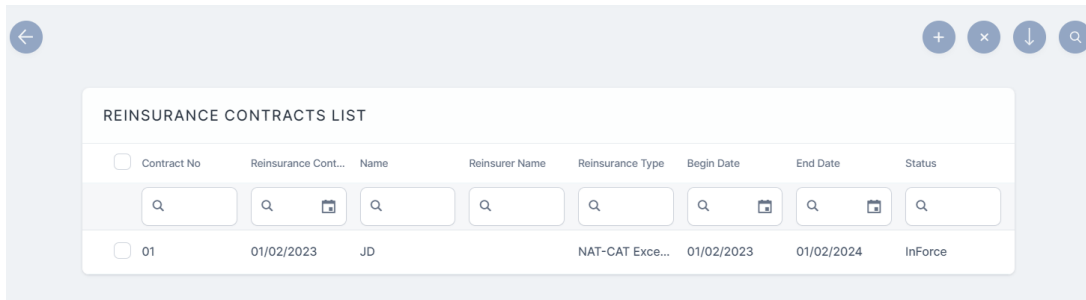 REINSURANCE CONTRACTS LIST
Contract No Reinsurance Cont... Name Reinsurer Name Reinsurance Type Begin Date End Date Status
01 01/02/2023 JD NAT-CAT Exce... 01/02/2023 01/02/2024 InForce